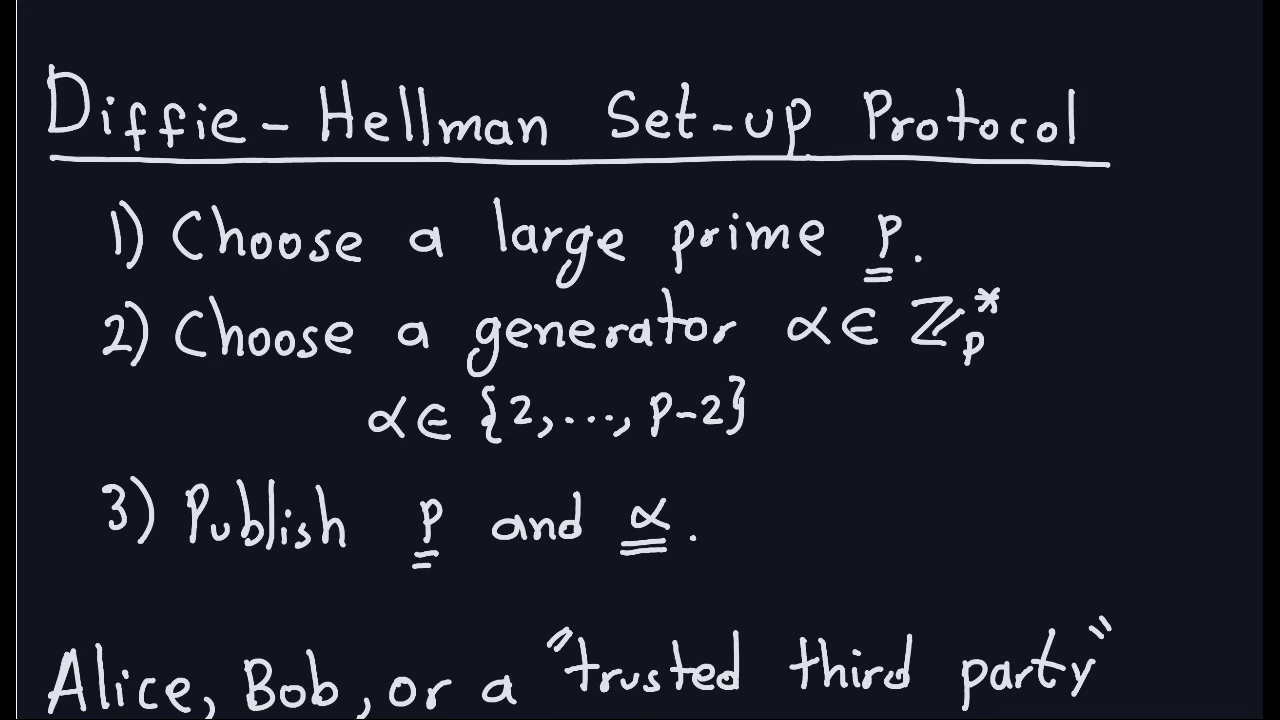 Diffie-Hellman Set-up Protocol
1) Choose a large prime p.
2) Choose a generator α ∈ ℤₚ*
α ∈ {2, ..., p-2}
3) Publish p and α.
Alice, Bob, or a "trusted third party"